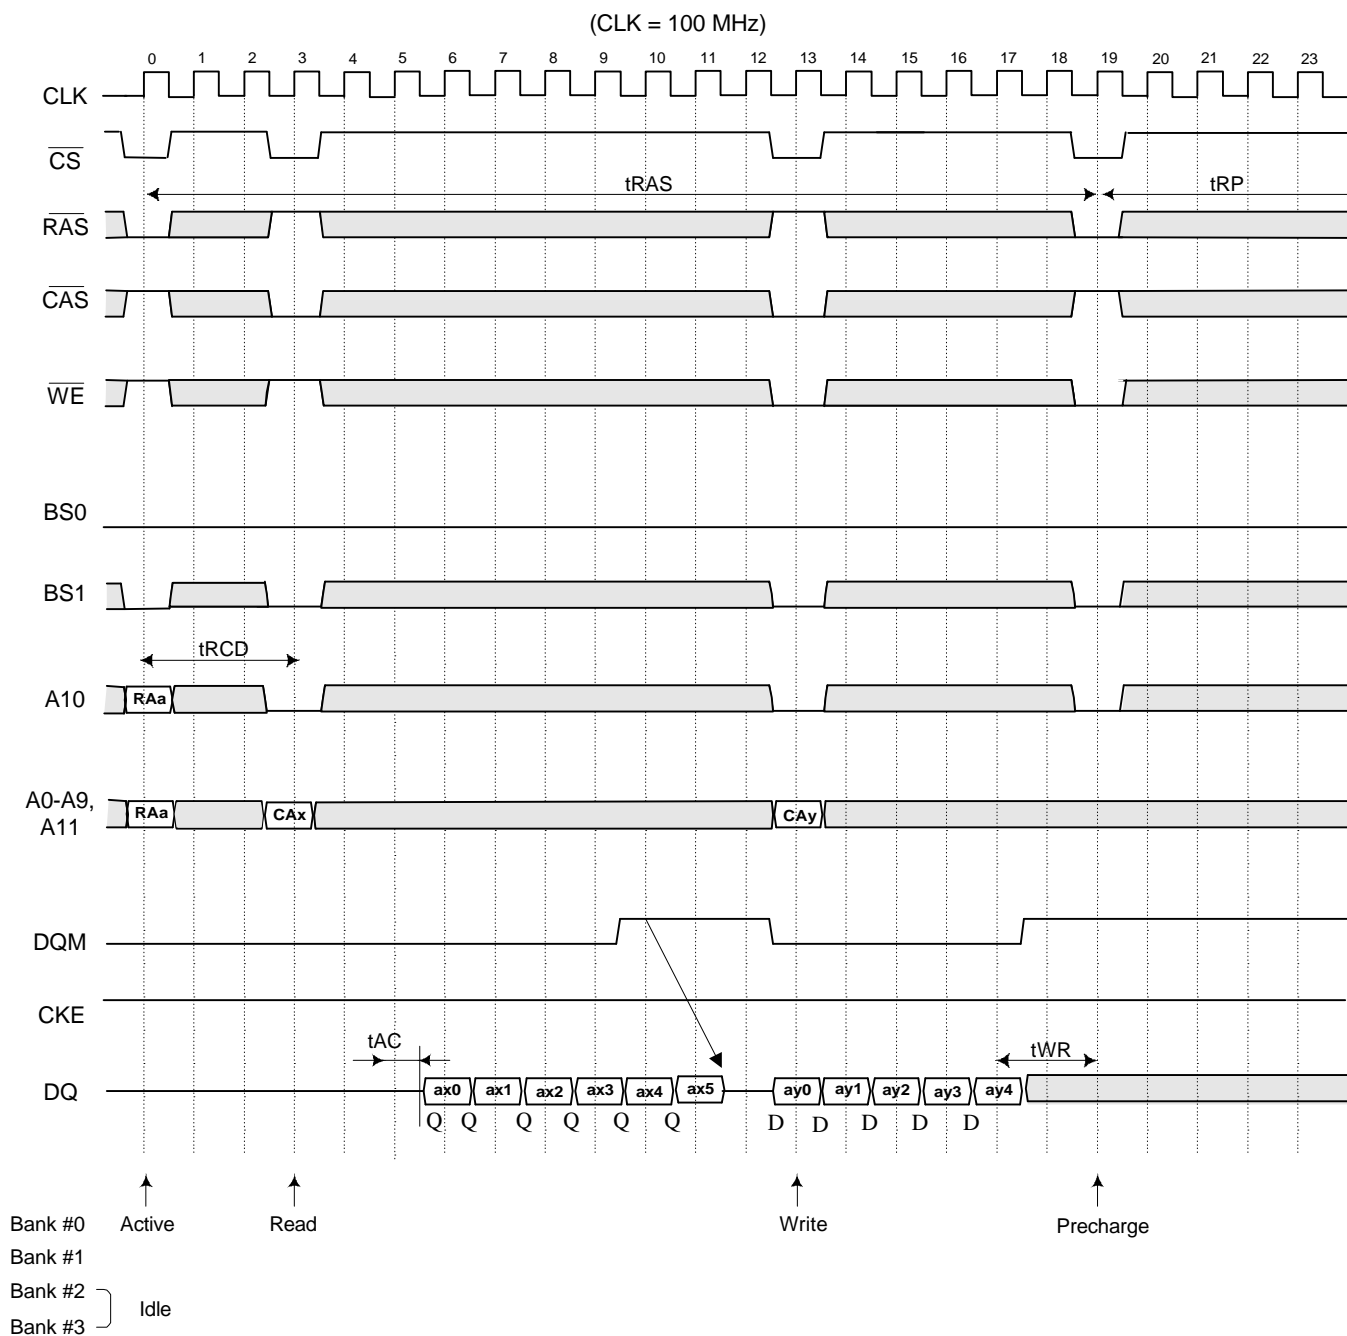 (CLK = 100 MHz)
0 1 2 3 4 5 6 7 8 9 10 11 12 13 14 15 16 17 18 19 20 21 22 23
CLK
CS
tRAS tRP
RAS
CAS
WE
BS0
BS1
tRCD
A10 RAa
A0-A9,
A11
RAa CAx CAy
DQM
CKE
tAC tWR
DQ ax0 ax1 ax2 ax3 ax4 ax5 ay0 ay1 ay2 ay3 ay4
Q Q Q Q Q Q D D D D D
Bank #0 Active Read Write Precharge
Bank #1
Bank #2
Idle
Bank #3